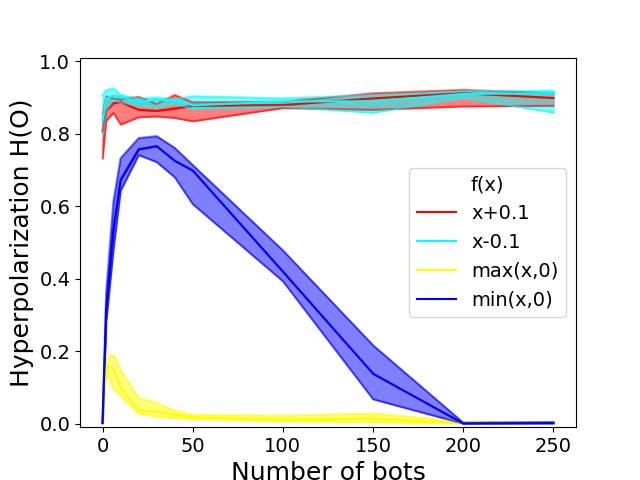 1.0
0.8
0.6
0.4
0.2
0.0
Hyperpolarization H(O)
f(x)
x+0.1
x-0.1
max(x,0)
min(x,0)
0 50 100 150 200 250
Number of bots